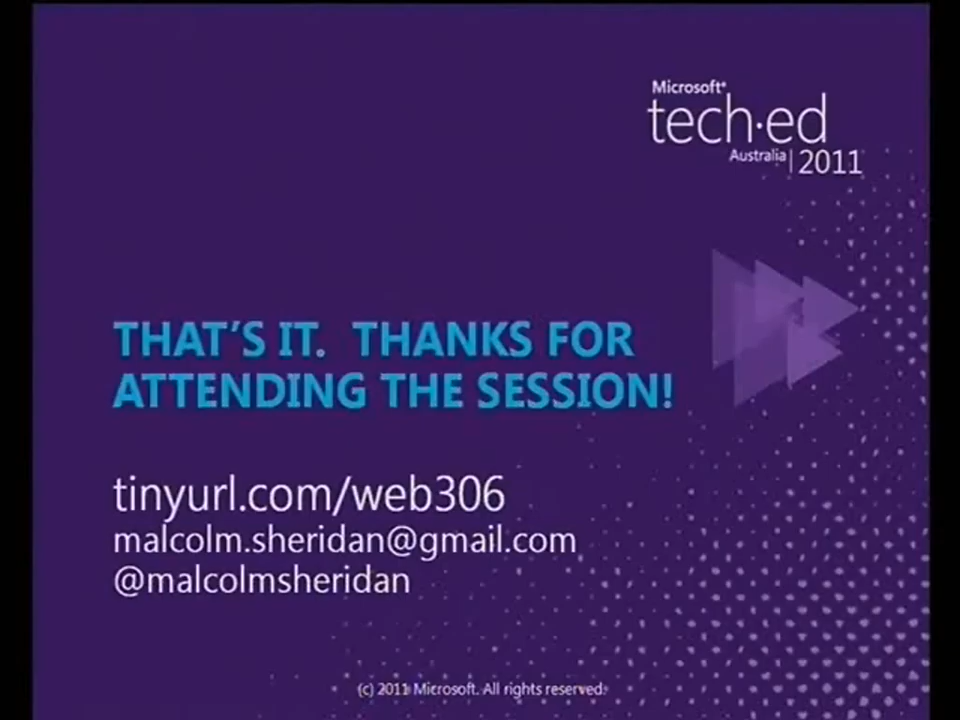 Microsoft®
tech·ed
Australia | 2011
THAT'S IT.  THANKS FOR
ATTENDING THE SESSION!
tinyurl.com/web306
malcolm.sheridan@gmail.com
@malcolmsheridan
(c) 2011 Microsoft. All rights reserved.